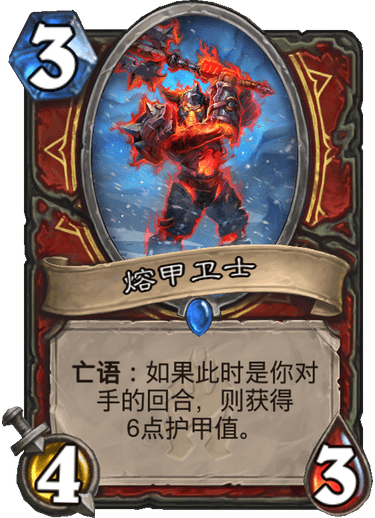 3
熔甲卫士
亡语：如果此时是你对
手的回合，则获得
6点护甲值。
4
3